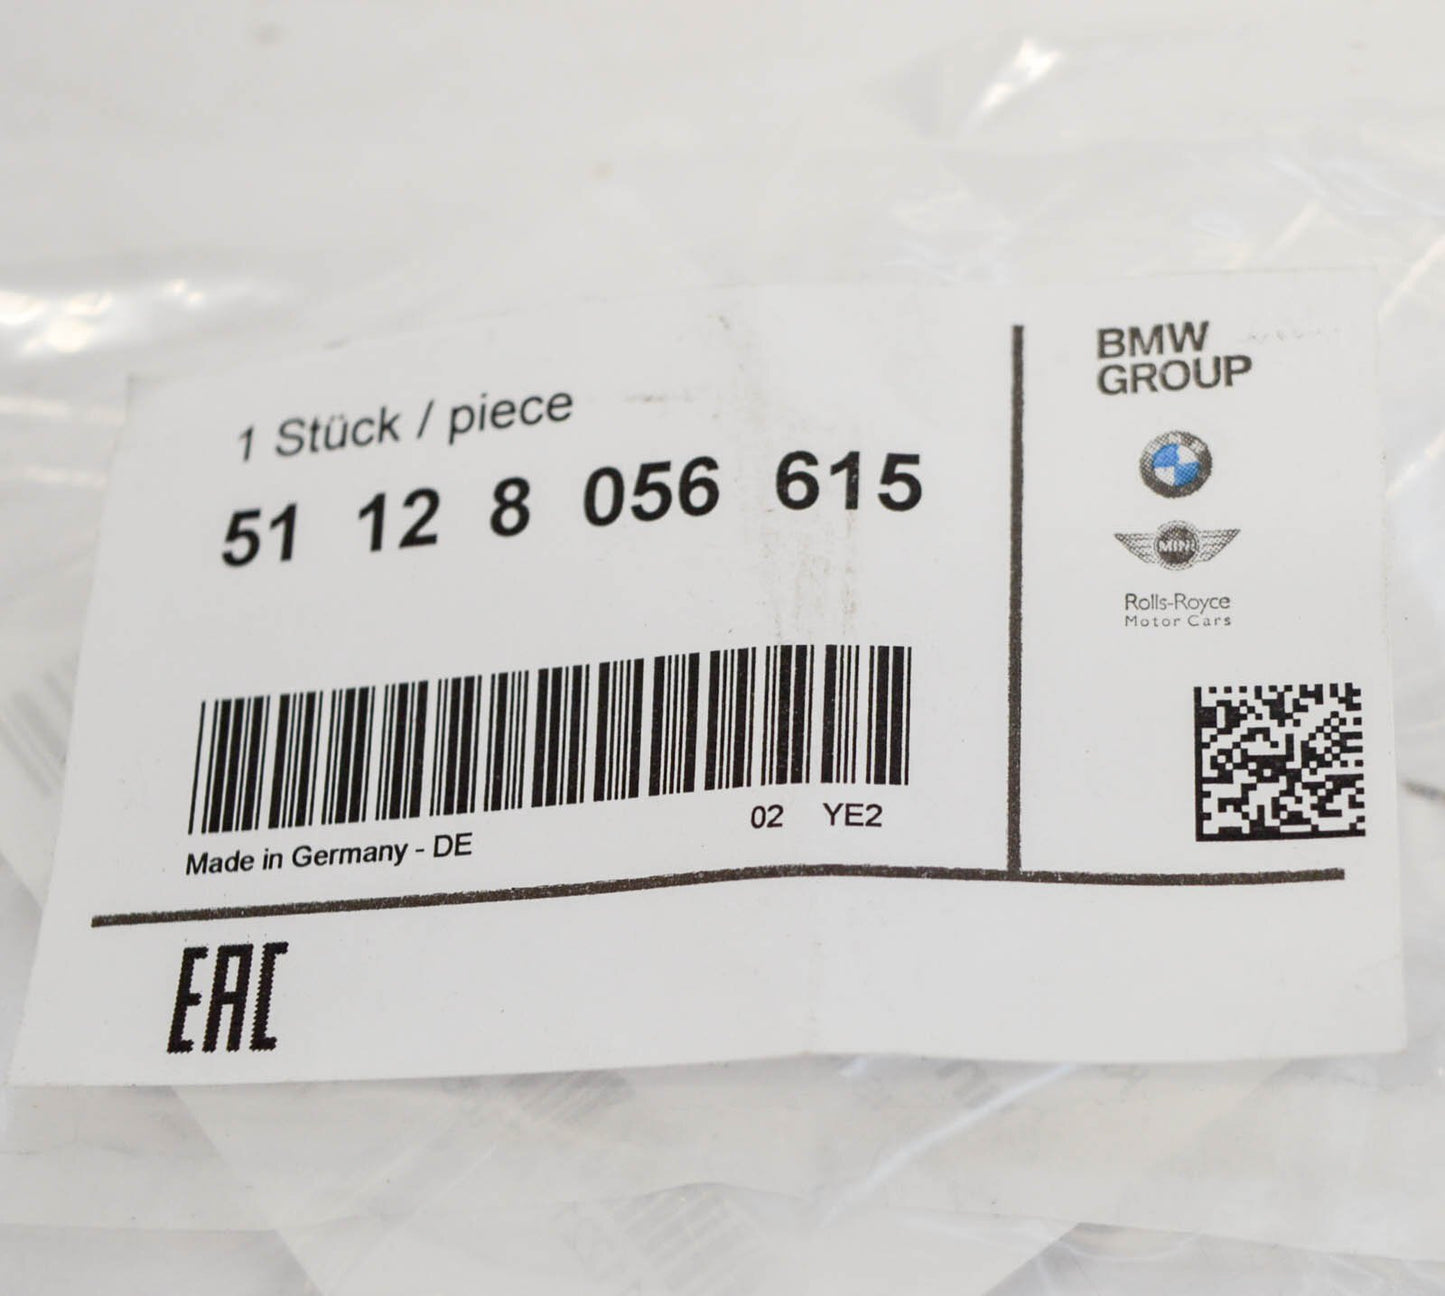 1 Stück / piece
51 12 8 056 615
02 YE2
Made in Germany - DE
EAC
BMW
GROUP
MINI
Rolls-Royce
Motor Cars